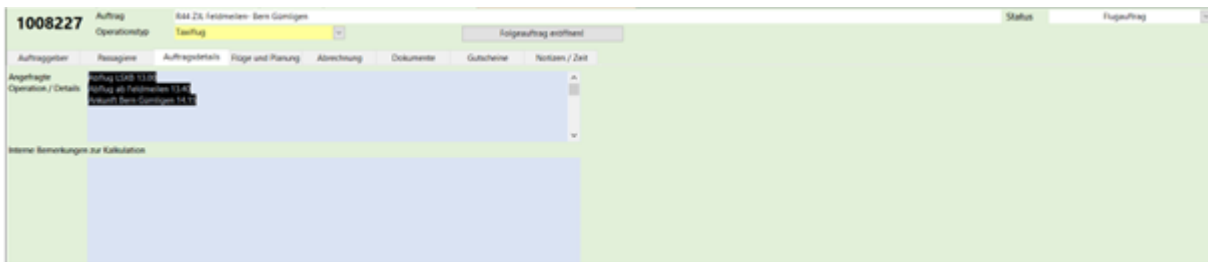 1008227
Auftrag
R44 ZIL Feldmeilen- Bern Gümligen
Status
Flugauftrag
Operationstyp
Taxiflug
Folgeauftrag eröffnen!
Auftraggeber
Passagiere
Auftragsdetails
Flüge und Planung
Abrechnung
Dokumente
Gutscheine
Notizen / Zeit
Angefragte
Operation / Details
Abflug LSXB 13.00
Abflug ab Feldmeilen 13.40
Ankunft Bern Gümligen 14.15
Interne Bemerkungen zur Kalkulation